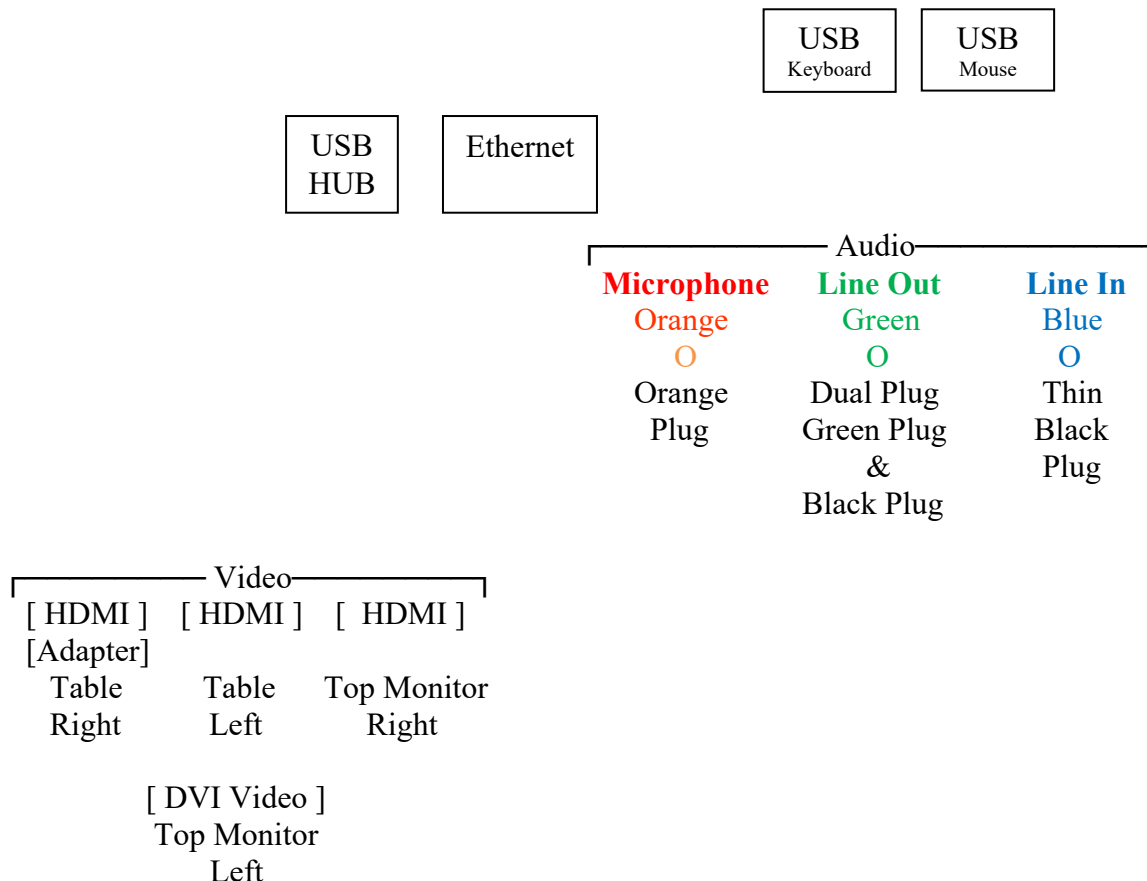 USB USB
Keyboard Mouse
USB Ethernet
HUB
Audio
Microphone Line Out Line In
Orange Green Blue
O O O
Orange Dual Plug Thin
Plug Green Plug Black
& Plug
Black Plug
Video
[ HDMI ] [ HDMI ] [ HDMI ]
[Adapter]
Table Table Top Monitor
Right Left Right
[ DVI Video ]
Top Monitor
Left